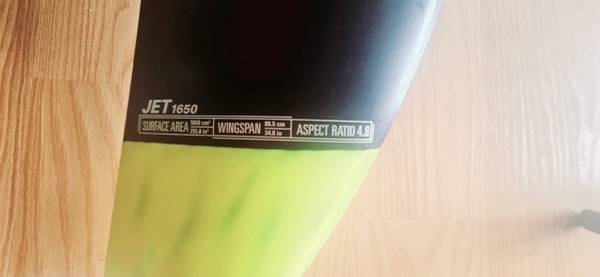 JET 1650
SURFACE AREA 1650 cm² 255.8 in² WINGSPAN 88.5 cm 34.8 in ASPECT RATIO 4.8